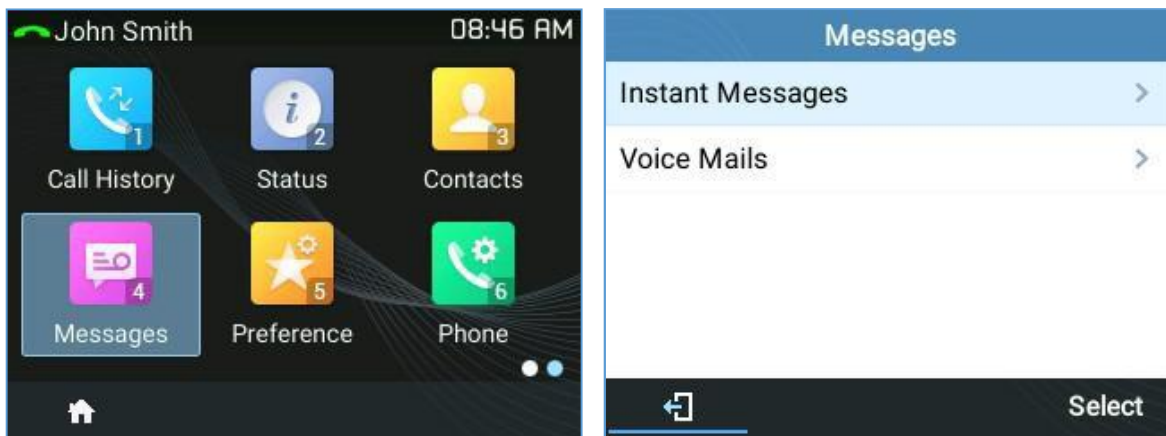 John Smith 08:46 AM
1 2 3
Call History Status Contacts
4 5 6
Messages Preference Phone
Messages
Instant Messages
Voice Mails
Select